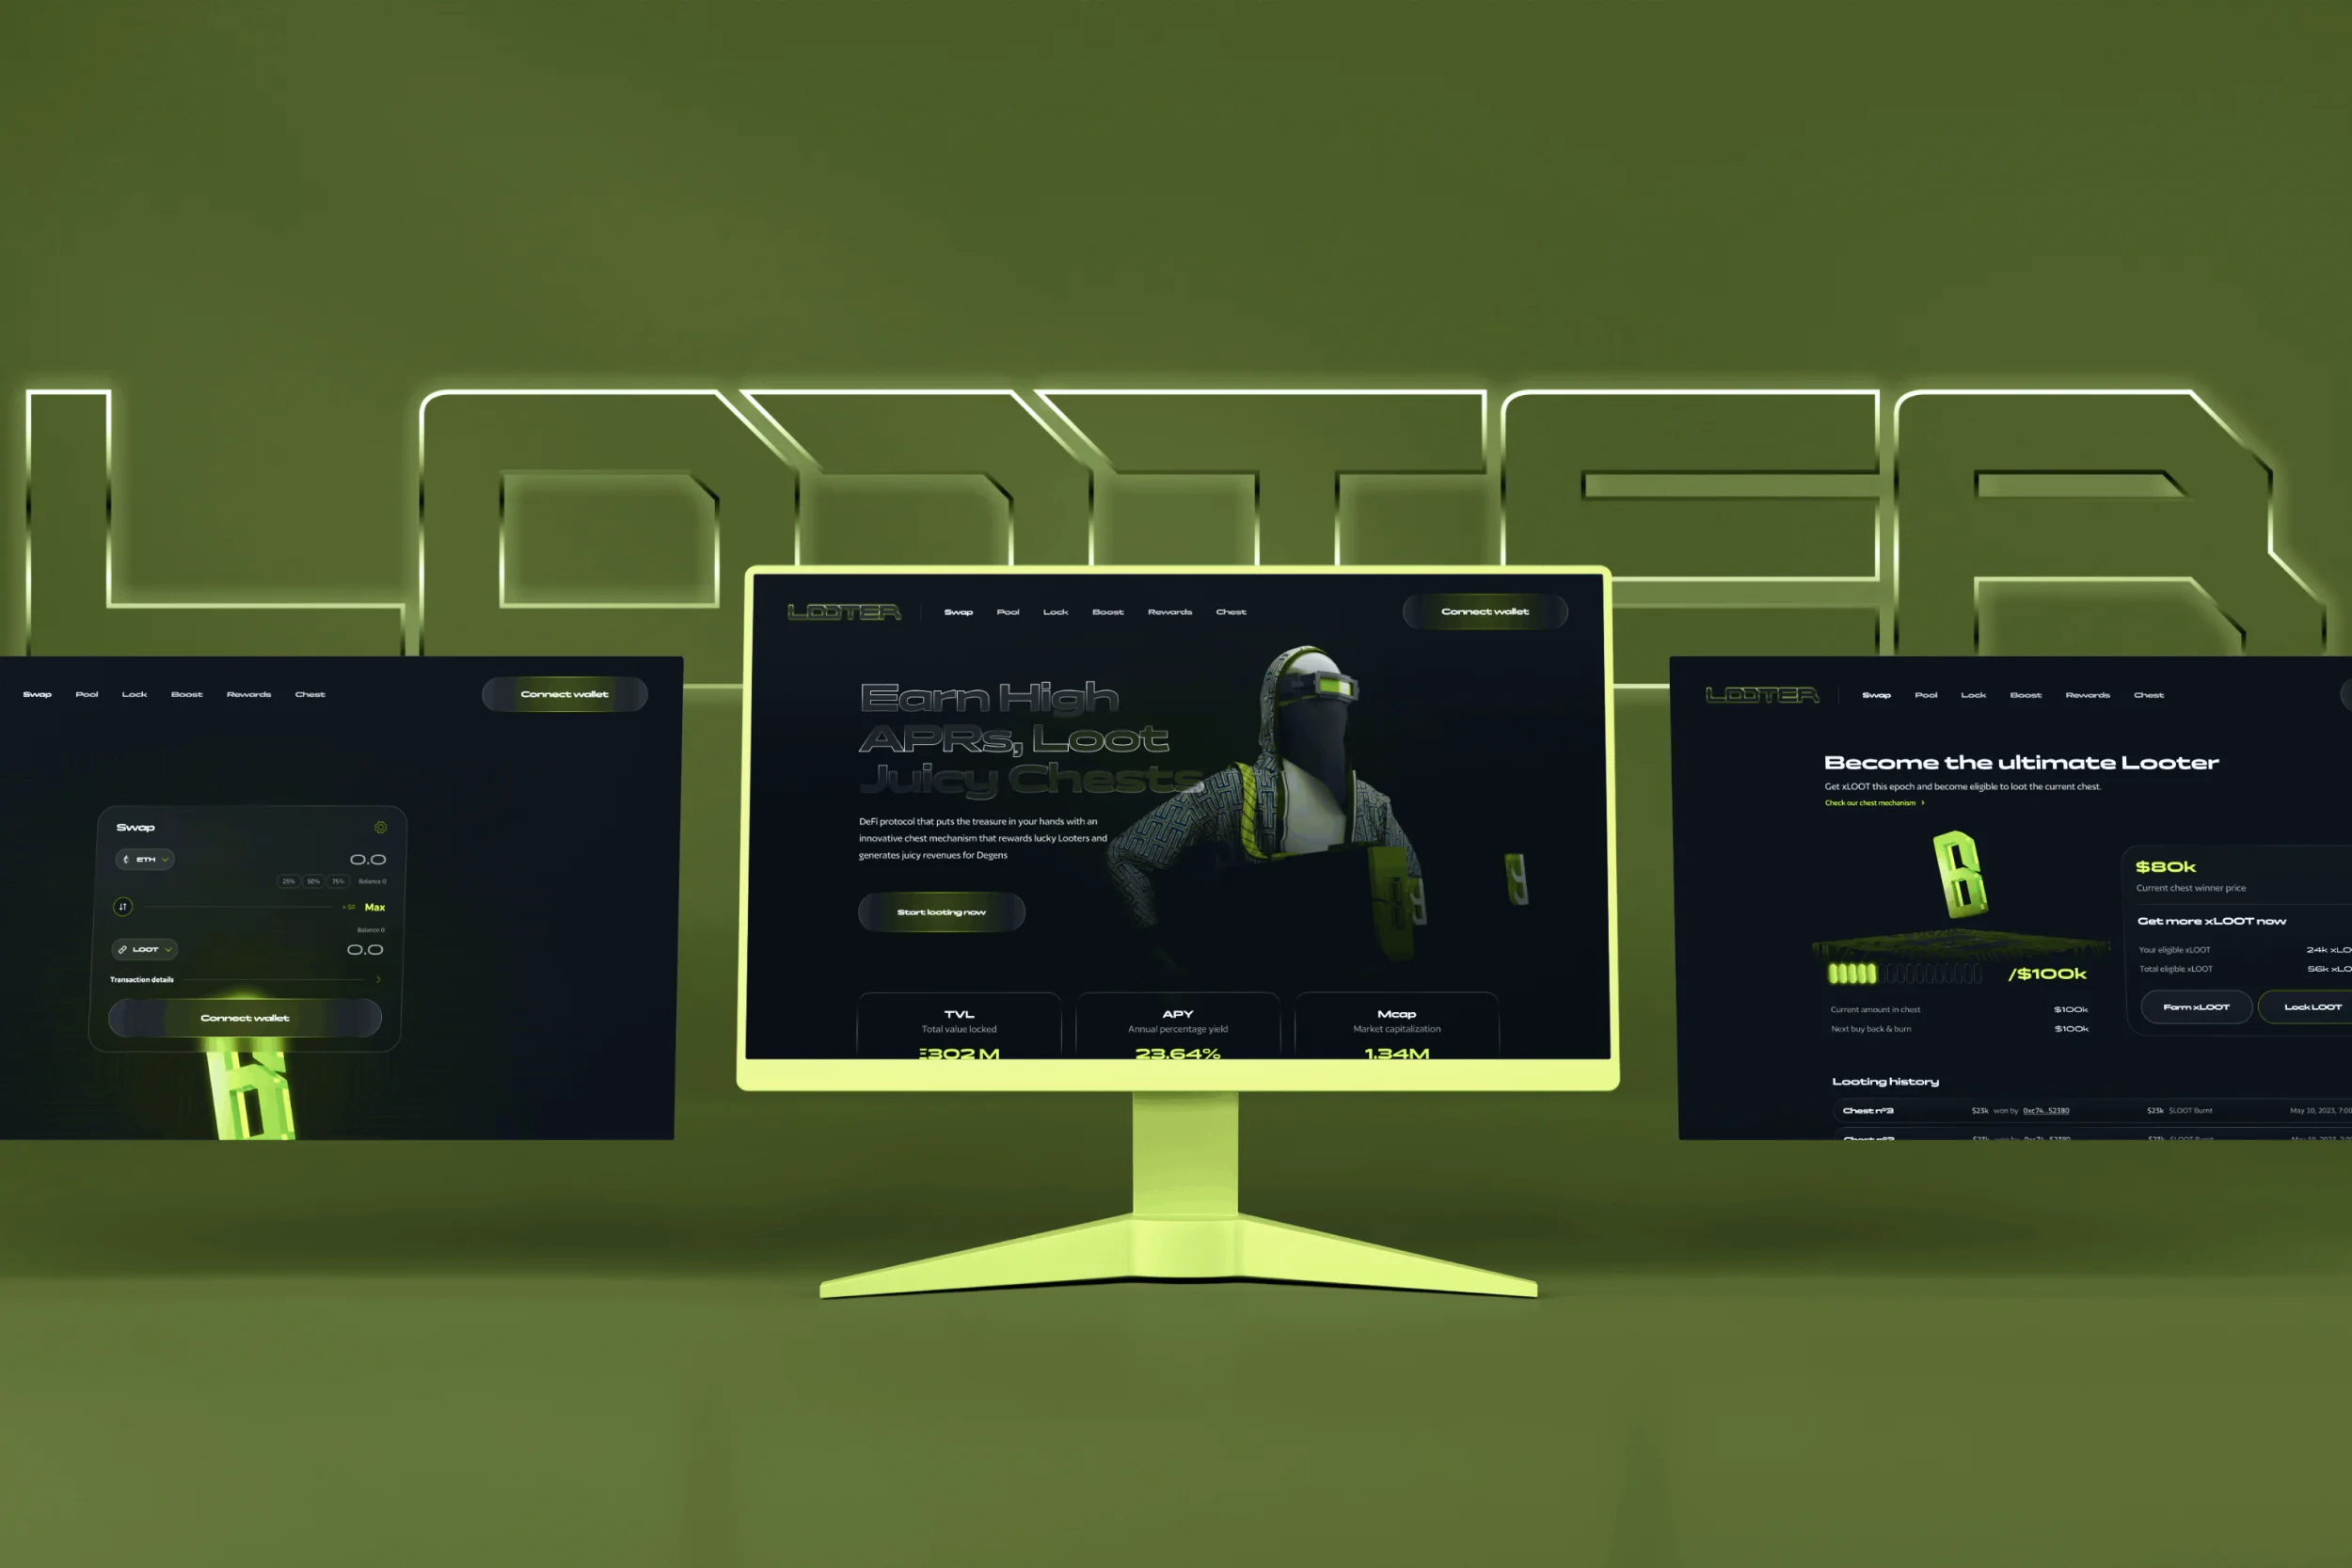 LOOTER
Swap Pool Lock Boost Rewards Chest Connect wallet
Swap
ETH 0.0
25% 50% 75% Balance 0
Max
Balance 0
LOOT 0.0
Transaction details
Connect wallet
LOOTER Swap Pool Lock Boost Rewards Chest Connect wallet
Earn High
APRs, Loot
Juicy Chests
DeFi protocol that puts the treasure in your hands with an
innovative chest mechanism that rewards lucky Looters and
generates juicy revenues for Degens
Start looting now
TVL
Total value locked
302 M
APY
Annual percentage yield
23.64%
Mcap
Market capitalization
1.34M
LOOTER Swap Pool Lock Boost Rewards Chest
Become the ultimate Looter
Get xLOOT this epoch and become eligible to loot the current chest.
Check our chest mechanism >
/$100k
Current amount in chest $100k
Next buy back & burn $100k
$80k
Current chest winner price
Get more xLOOT now
Your eligible xLOOT 24k xLO
Total eligible xLOOT 56k xLO
Farm xLOOT Lock LOOT
Looting history
Chest n°3 $23k won by 0xc74...52380 $23k $LOOT Burnt May 10, 2023, 7:00